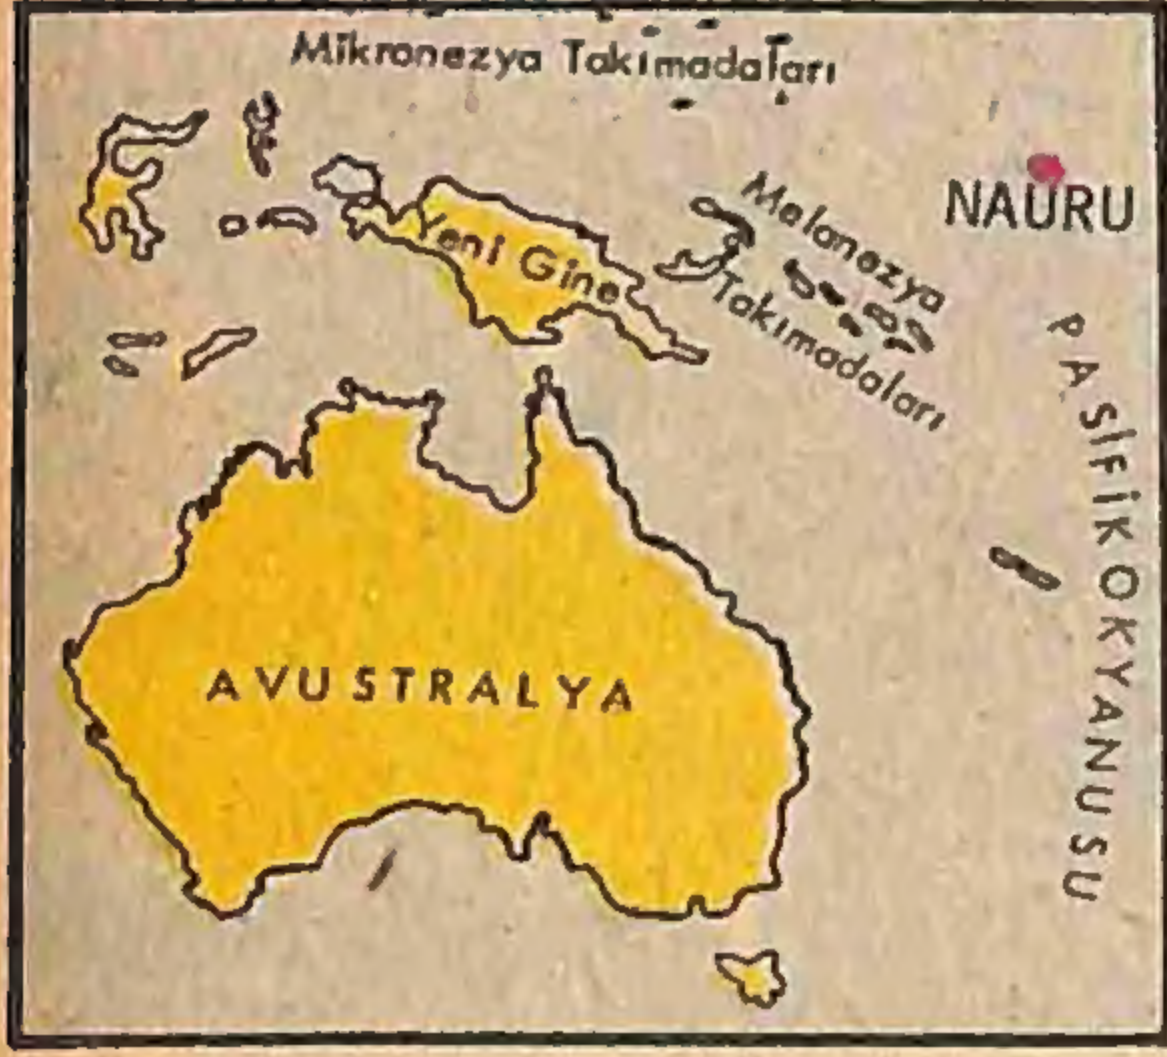 Mikronezya Takımadaları
NAURU
Melanezya
Takımadaları
Yeni Gine
PASİFİK OKYANUSU
AVUSTRALYA